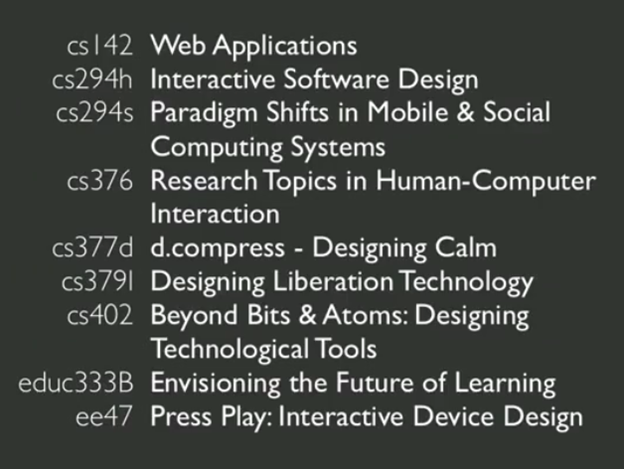 cs142 Web Applications
cs294h Interactive Software Design
cs294s Paradigm Shifts in Mobile & Social
Computing Systems
cs376 Research Topics in Human-Computer
Interaction
cs377d d.compress - Designing Calm
cs379l Designing Liberation Technology
cs402 Beyond Bits & Atoms: Designing
Technological Tools
educ333B Envisioning the Future of Learning
ee47 Press Play: Interactive Device Design